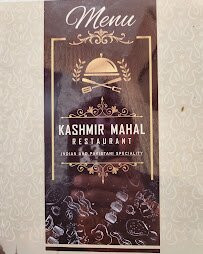 Menu
KASHMIR MAHAL
RESTAURANT
INDIAN AND PAKISTANI SPECIALITY